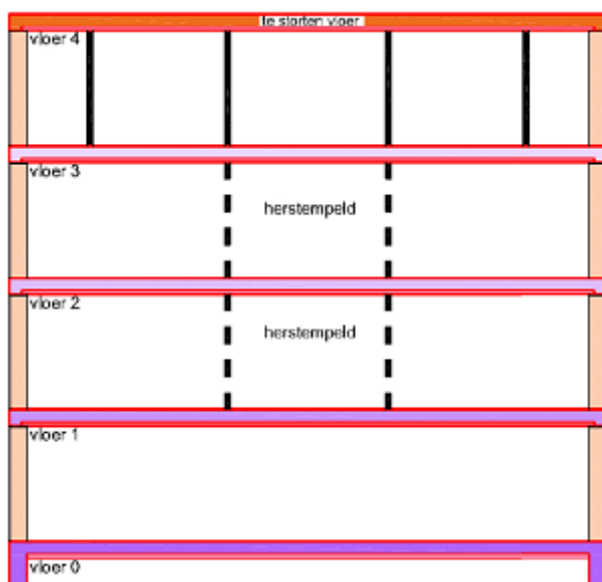 te storten vloer
vloer 4
vloer 3
herstempeld
vloer 2
herstempeld
vloer 1
vloer 0